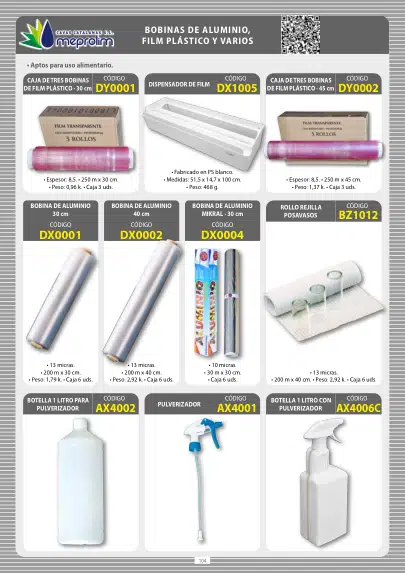 TAPAS CATALANAS S.L.
meprolim
BOBINAS DE ALUMINIO,
FILM PLÁSTICO Y VARIOS
• Aptos para uso alimentario.
CAJA DE TRES BOBINAS
DE FILM PLÁSTICO - 30 cm
CÓDIGO
DY0001
FILM TRANSPARENTE
3 ROLLOS
• Espesor: 8,5. • 250 m x 30 cm.
• Peso: 0,96 k. • Caja 3 uds.
DISPENSADOR DE FILM
CÓDIGO
DX1005
• Fabricado en PS blanco.
• Medidas: 51,5 x 14,7 x 100 cm.
• Peso: 468 g.
CAJA DE TRES BOBINAS
DE FILM PLÁSTICO - 45 cm
CÓDIGO
DY0002
FILM TRANSPARENTE
3 ROLLOS
• Espesor: 8,5. • 250 m x 45 cm.
• Peso: 1,37 k. • Caja 3 uds.
BOBINA DE ALUMINIO
30 cm
CÓDIGO
DX0001
• 13 micras.
• 200 m x 30 cm.
• Peso: 1,79 k. • Caja 6 uds.
BOBINA DE ALUMINIO
40 cm
CÓDIGO
DX0002
• 13 micras.
• 200 m x 40 cm.
• Peso: 2,92 k. • Caja 6 uds.
BOBINA DE ALUMINIO
MIKRAL - 30 cm
CÓDIGO
DX0004
ALUMINIO
• 10 micras
• 30 m x 30 cm.
• Caja 6 uds.
ROLLO REJILLA
POSAVASOS
CÓDIGO
BZ1012
• 13 micras.
• 200 m x 40 cm. • Peso: 2,92 k. • Caja 6 uds.
BOTELLA 1 LITRO PARA
PULVERIZADOR
CÓDIGO
AX4002
PULVERIZADOR
CÓDIGO
AX4001
BOTELLA 1 LITRO CON
PULVERIZADOR
CÓDIGO
AX4006C